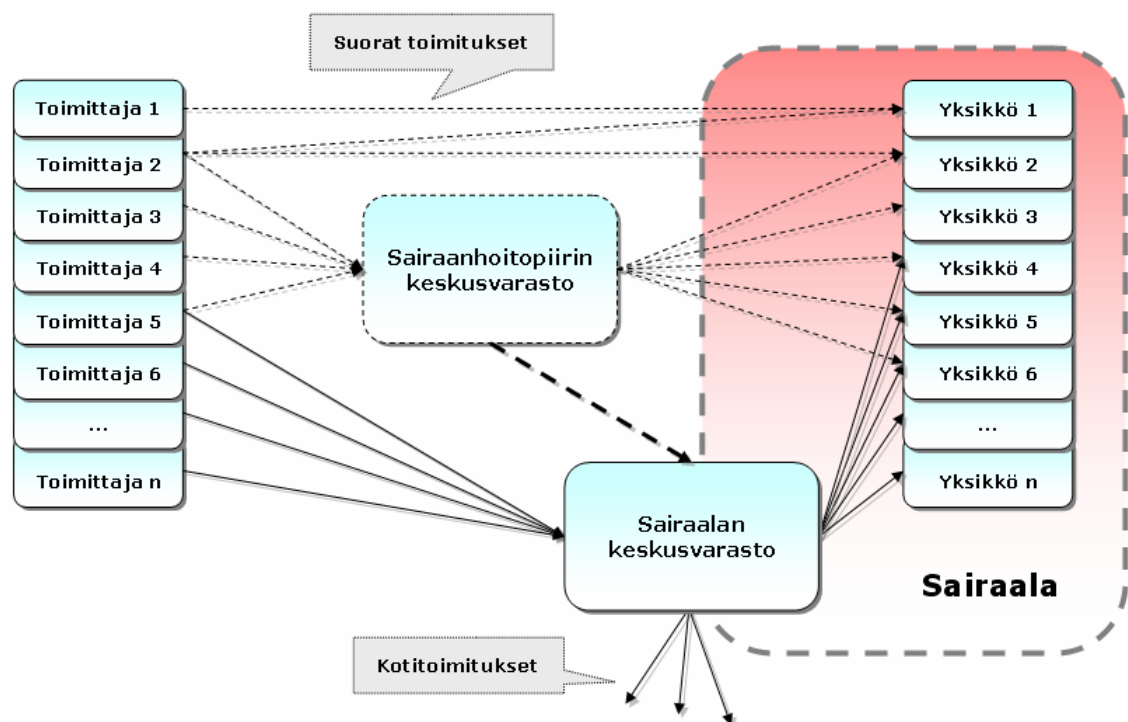 Suorat toimitukset
Toimittaja 1
Toimittaja 2
Toimittaja 3
Toimittaja 4
Toimittaja 5
Toimittaja 6
...
Toimittaja n
Sairaanhoitopiirin
keskusvarasto
Sairaalan
keskusvarasto
Kotitoimitukset
Yksikkö 1
Yksikkö 2
Yksikkö 3
Yksikkö 4
Yksikkö 5
Yksikkö 6
...
Yksikkö n
Sairaala